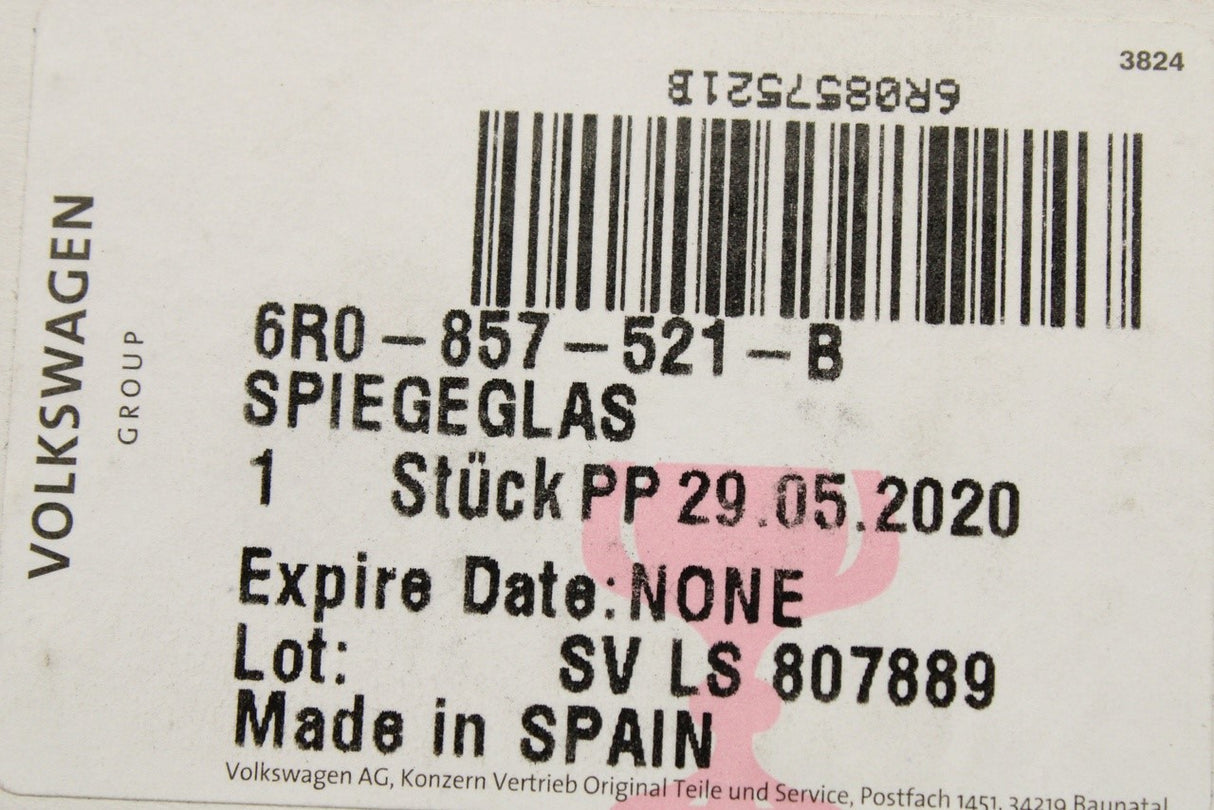 3824
6R0857521B
VOLKSWAGEN
GROUP
6R0-857-521-B
SPIEGEGLAS
1 Stück PP 29.05.2020
Expire Date:NONE
Lot: SV LS 807889
Made in SPAIN
Volkswagen AG, Konzern Vertrieb Original Teile und Service, Postfach 1451, 34219 Baunatal